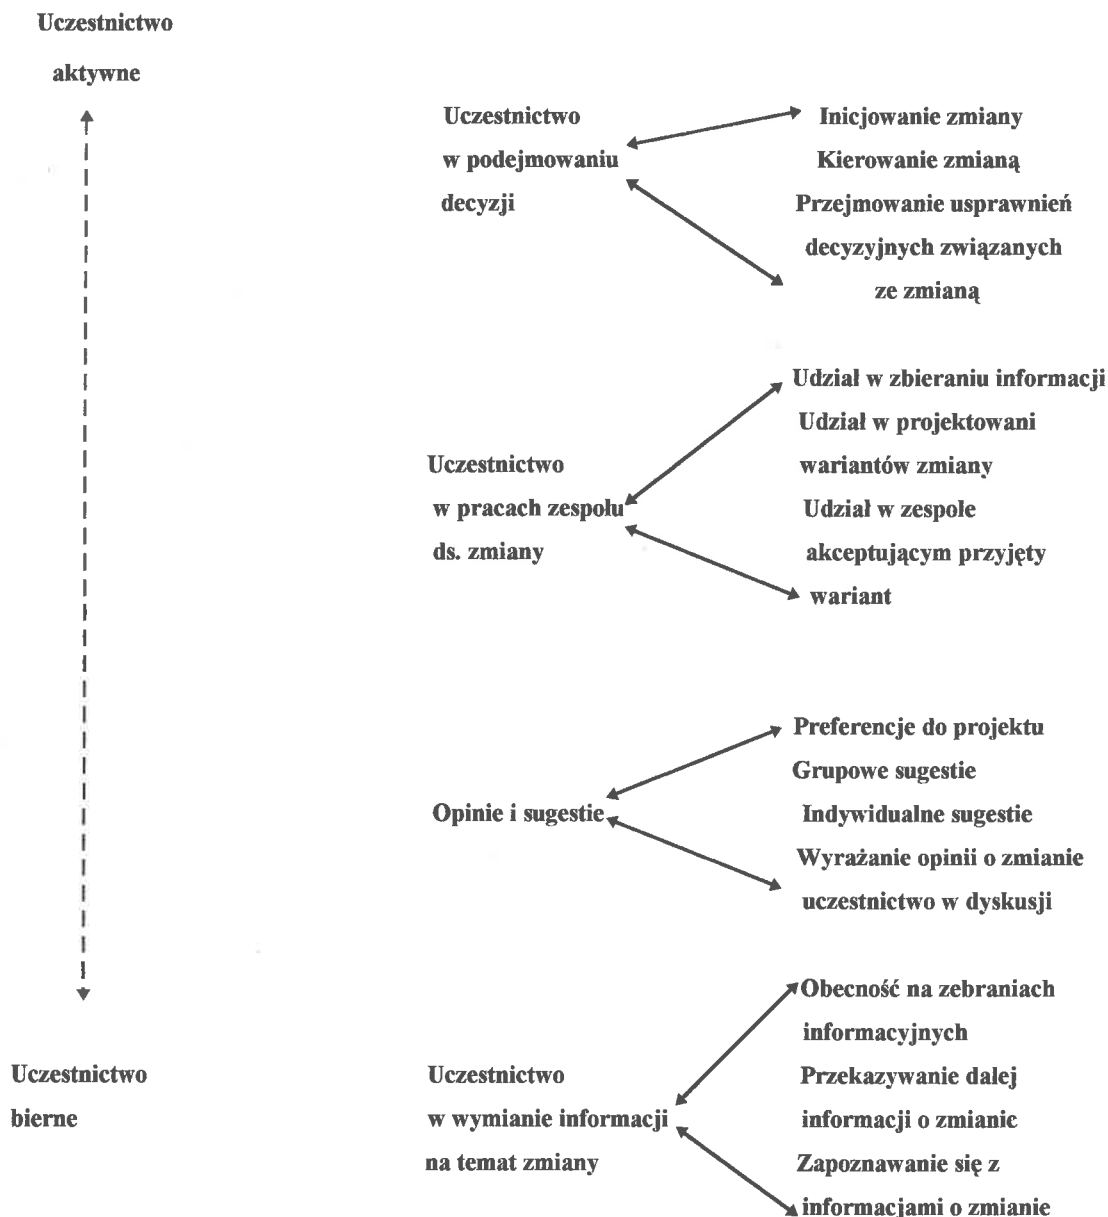 Uczestnictwo
aktywne
Uczestnictwo
w podejmowaniu
decyzji
Inicjowanie zmiany
Kierowanie zmianą
Przejmowanie usprawnień
decyzyjnych związanych
ze zmianą
Uczestnictwo
w pracach zespołu
ds. zmiany
Udział w zbieraniu informacji
Udział w projektowani
wariantów zmiany
Udział w zespole
akceptującym przyjęty
wariant
Opinie i sugestie
Preferencje do projektu
Grupowe sugestie
Indywidualne sugestie
Wyrażanie opinii o zmianie
uczestnictwo w dyskusji
Uczestnictwo
bierne
Uczestnictwo
w wymianie informacji
na temat zmiany
Obecność na zebraniach
informacyjnych
Przekazywanie dalej
informacji o zmianie
Zapoznawanie się z
informacjami o zmianie